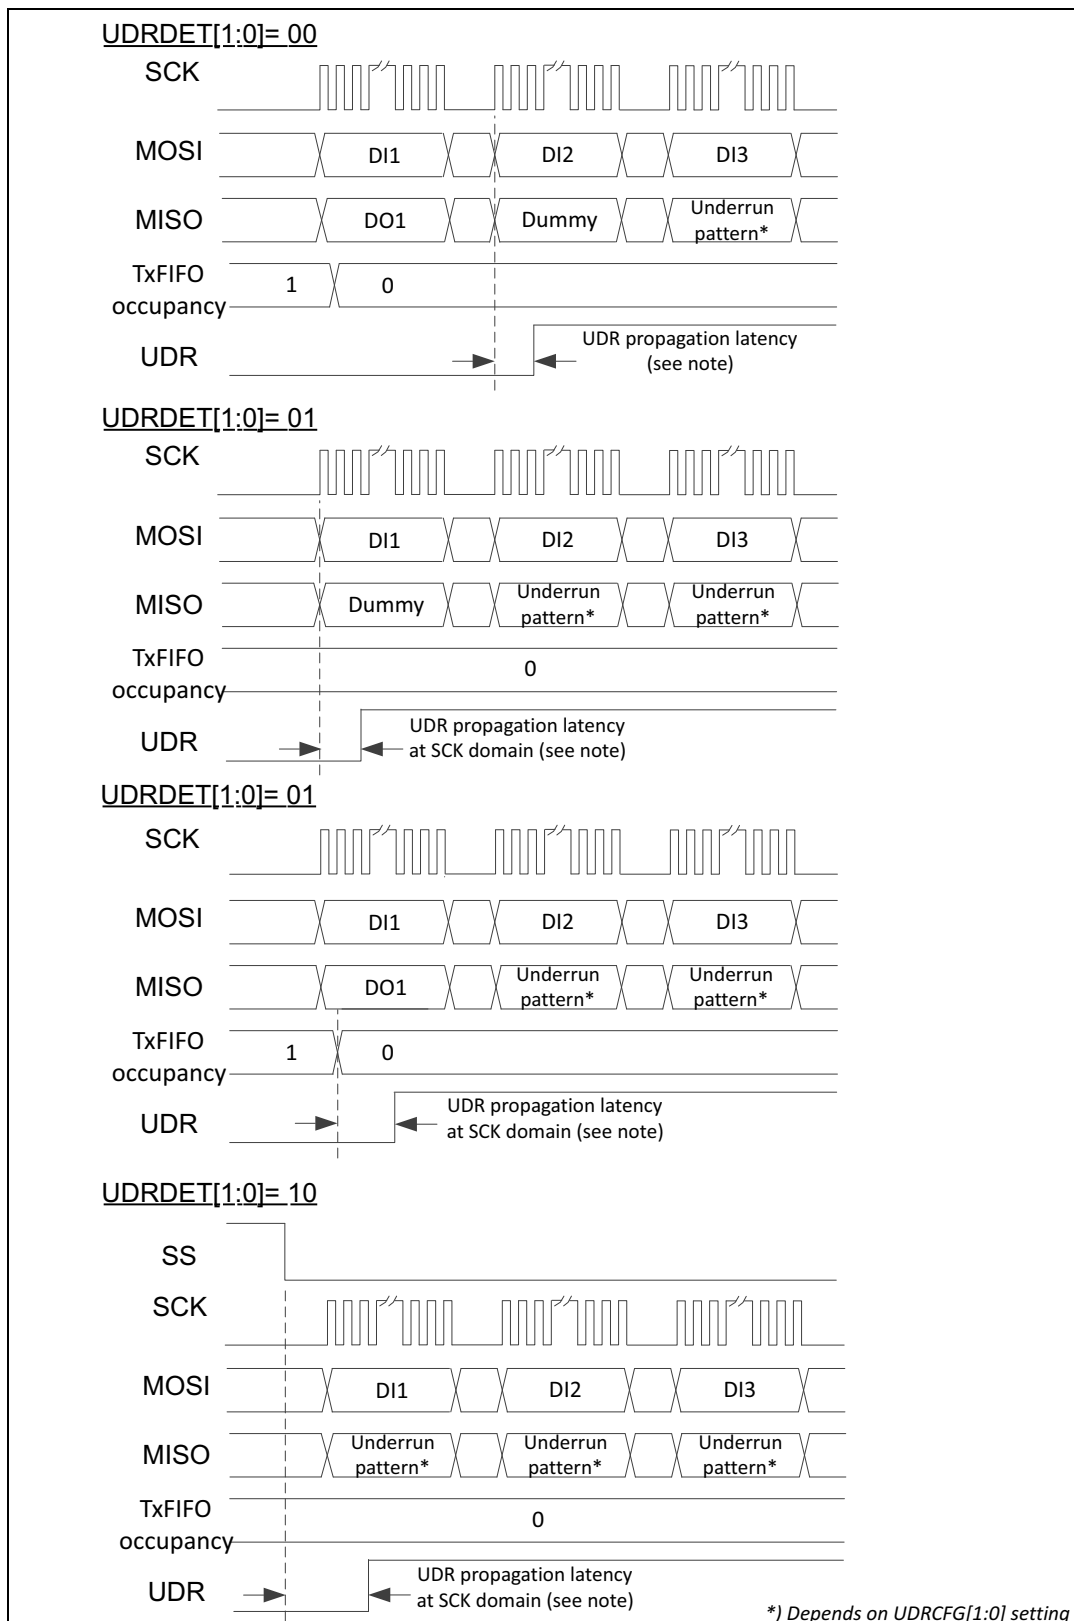 UDRDET[1:0]= 00
SCK
MOSI
DI1
DI2
DI3
MISO
DO1
Dummy
Underrun
pattern*
TxFIFO
occupancy
1
0
UDR
UDR propagation latency
(see note)
UDRDET[1:0]= 01
SCK
MOSI
DI1
DI2
DI3
MISO
Dummy
Underrun
pattern*
Underrun
pattern*
TxFIFO
occupancy
0
UDR
UDR propagation latency
at SCK domain (see note)
UDRDET[1:0]= 01
SCK
MOSI
DI1
DI2
DI3
MISO
DO1
Underrun
pattern*
Underrun
pattern*
TxFIFO
occupancy
1
0
UDR
UDR propagation latency
at SCK domain (see note)
UDRDET[1:0]= 10
SS
SCK
MOSI
DI1
DI2
DI3
MISO
Underrun
pattern*
Underrun
pattern*
Underrun
pattern*
TxFIFO
occupancy
0
UDR
UDR propagation latency
at SCK domain (see note)
*) Depends on UDRCFG[1:0] setting